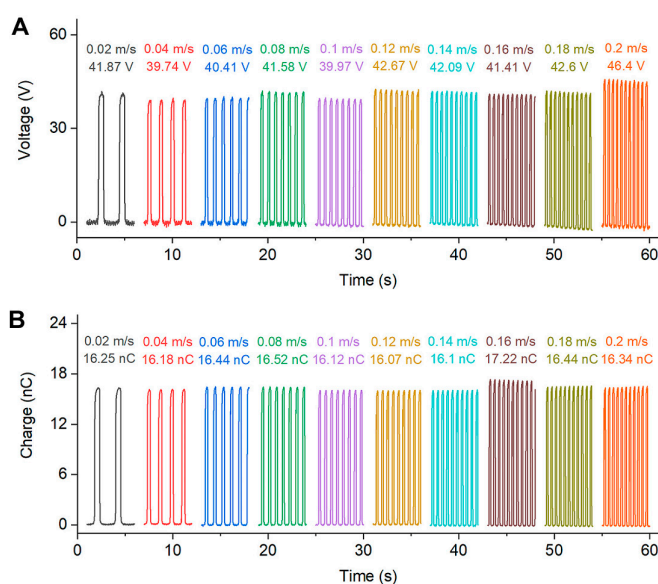 A
60
30
0
Voltage (V)
0.02 m/s 0.04 m/s 0.06 m/s 0.08 m/s 0.1 m/s 0.12 m/s 0.14 m/s 0.16 m/s 0.18 m/s 0.2 m/s
41.87 V 39.74 V 40.41 V 41.58 V 39.97 V 42.67 V 42.09 V 41.41 V 42.6 V 46.4 V
0 10 20 30 40 50 60
Time (s)
B
24
18
12
6
0
Charge (nC)
0.02 m/s 0.04 m/s 0.06 m/s 0.08 m/s 0.1 m/s 0.12 m/s 0.14 m/s 0.16 m/s 0.18 m/s 0.2 m/s
16.25 nC 16.18 nC 16.44 nC 16.52 nC 16.12 nC 16.07 nC 16.1 nC 17.22 nC 16.44 nC 16.34 nC
0 10 20 30 40 50 60
Time (s)